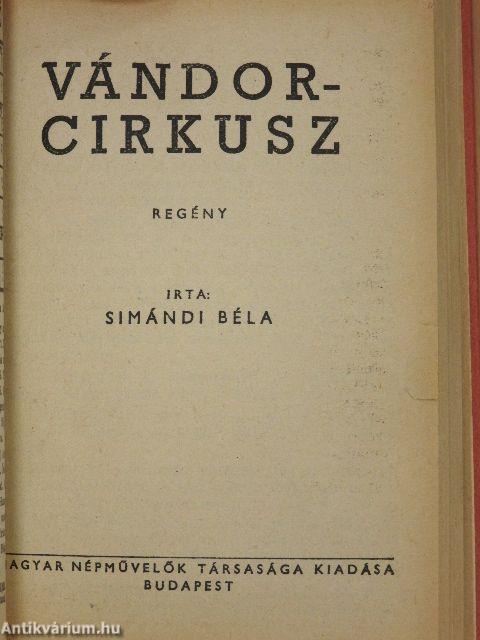 VÁNDOR-
CIRKUSZ
REGÉNY
IRTA:
SIMÁNDI BÉLA
AGYAR NÉPMŰVELŐK TÁRSASÁGA KIADÁSA
BUDAPEST
Antikvárium.hu